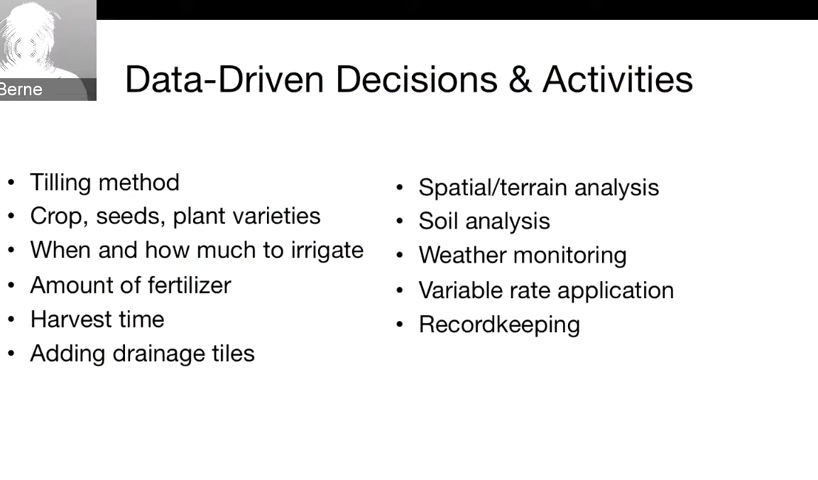 Berne
Data-Driven Decisions & Activities
• Tilling method
• Crop, seeds, plant varieties
• When and how much to irrigate
• Amount of fertilizer
• Harvest time
• Adding drainage tiles
• Spatial/terrain analysis
• Soil analysis
• Weather monitoring
• Variable rate application
• Recordkeeping